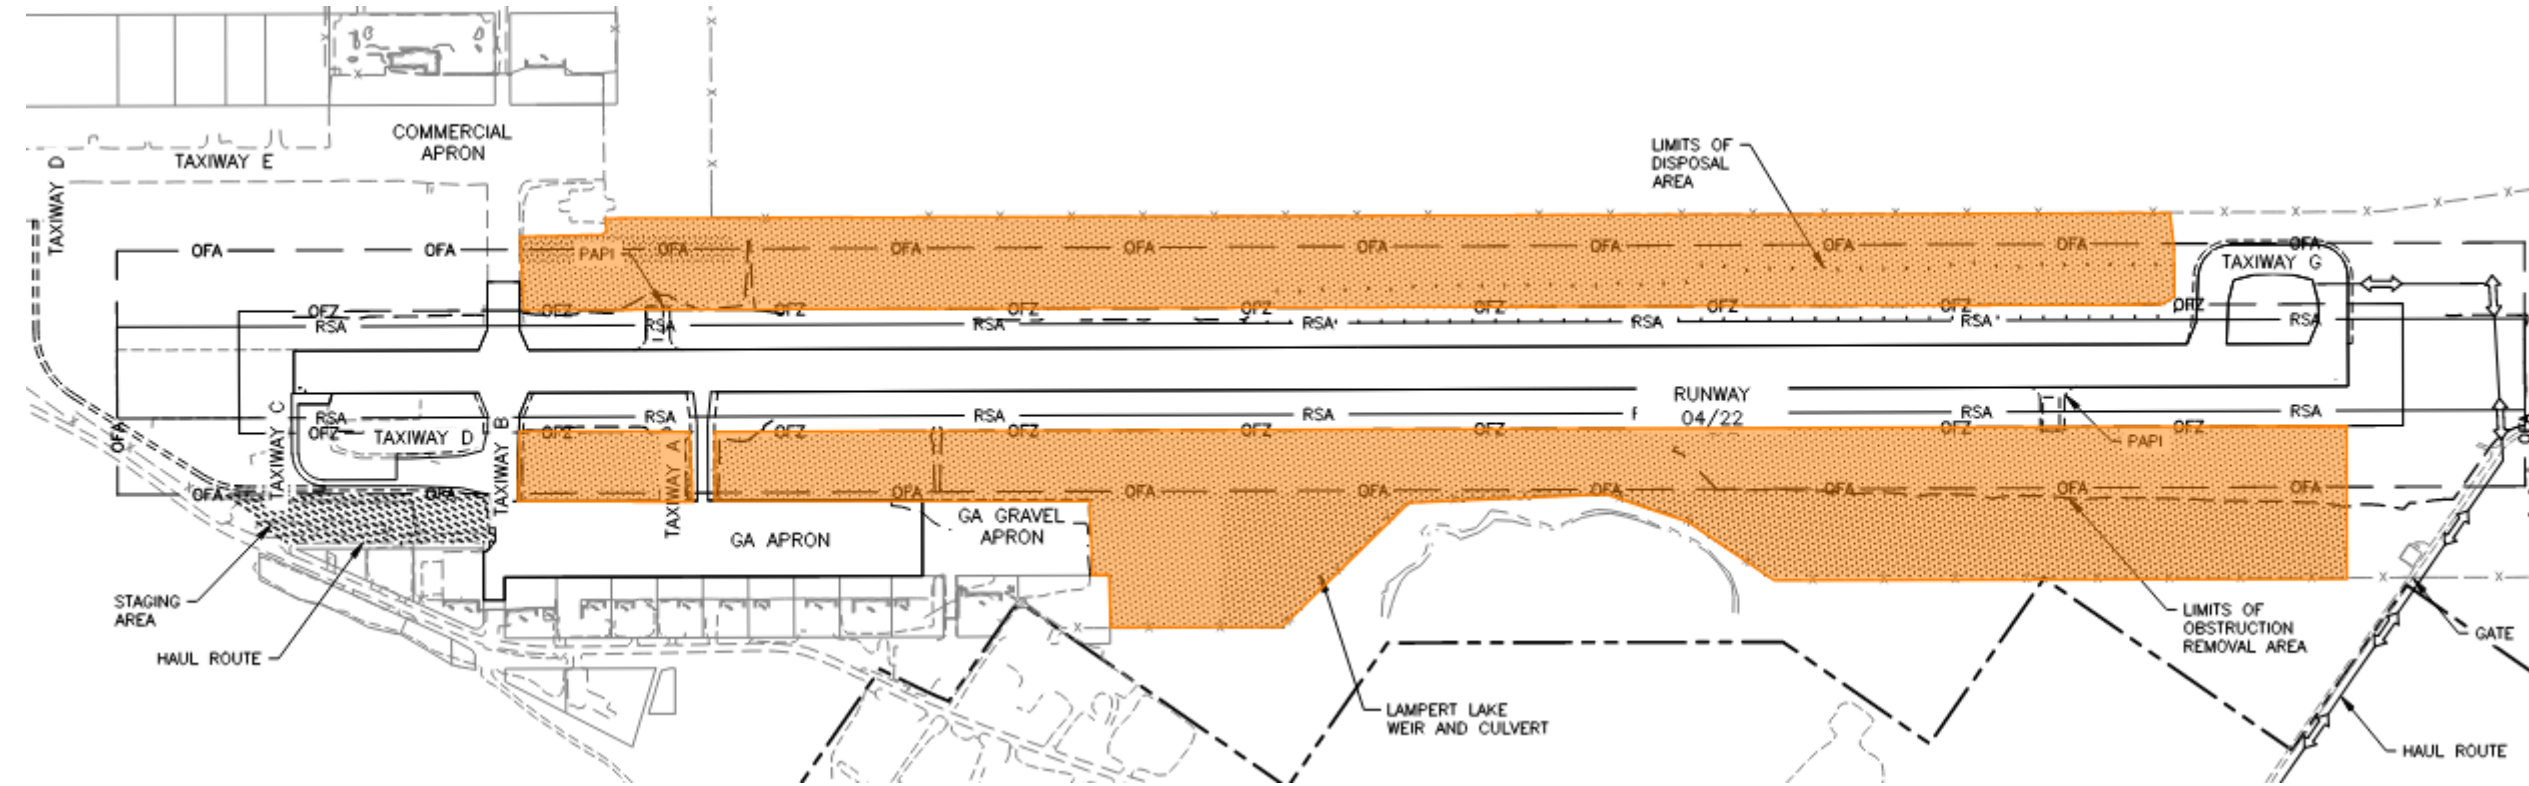 COMMERCIAL
APRON
TAXIWAY E
TAXIWAY D
LIMITS OF
DISPOSAL
AREA
OFA OFA OFA OFA OFA OFA OFA OFA OFA OFA
PAPI
TAXIWAY G
OFZ OFZ OFZ OFZ OFZ OFZ OFZ OFZ OFZ
RSA RSA RSA RSA RSA RSA RSA
RUNWAY
04/22
RSA RSA RSA RSA RSA RSA
TAXIWAY C
TAXIWAY D
TAXIWAY B
TAXIWAY A
OFZ OFZ OFZ OFZ OFZ OFZ OFZ OFZ
PAPI
OFA
OFA OFA OFA OFA OFA OFA OFA OFA OFA
GA APRON
GA GRAVEL
APRON
STAGING
AREA
HAUL ROUTE
LIMITS OF
OBSTRUCTION
REMOVAL AREA
GATE
LAMPERT LAKE
WEIR AND CULVERT
HAUL ROUTE